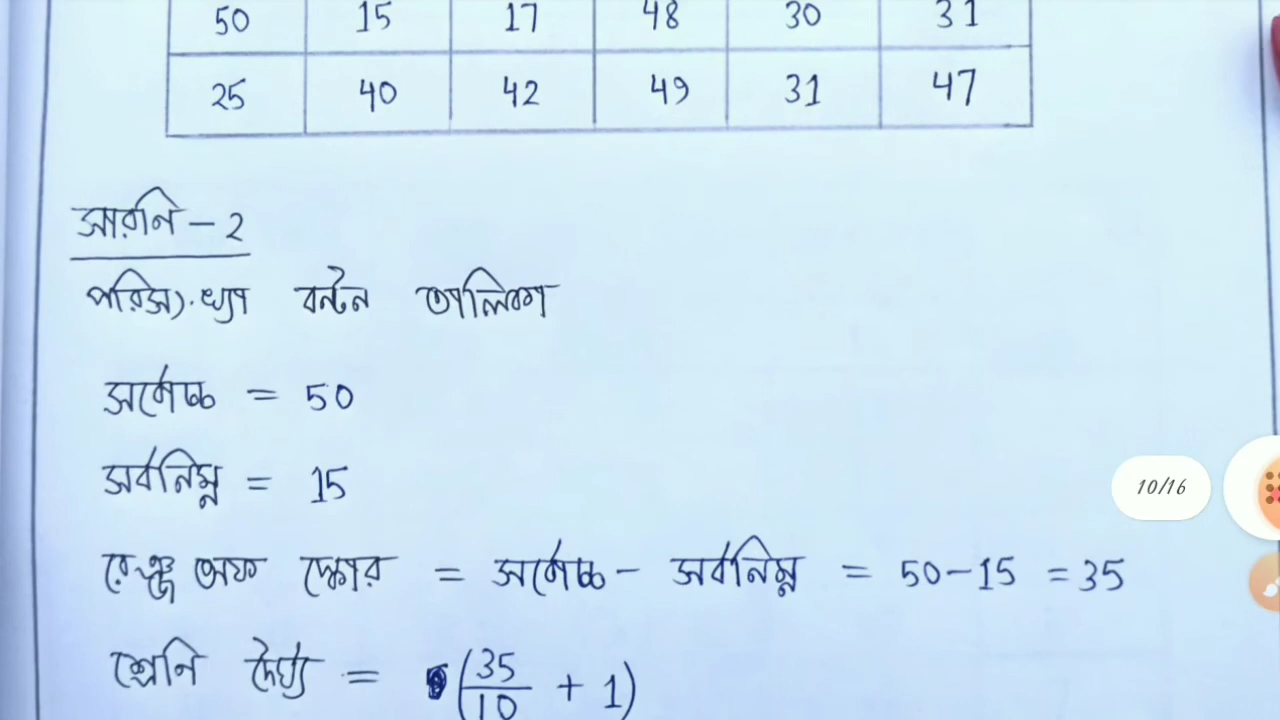 50 15 17 48 30 31
25 40 42 49 31 47
সারনি - 2
পরিসংখ্যা বন্টন তালিকা
সর্বোচ্চ = 50
সর্বনিম্ন = 15
রেঞ্জ অফ স্কোর = সর্বোচ্চ - সর্বনিম্ন = 50-15 = 35
10/16
শ্রেনি দৈর্ঘ্য = (35/10 + 1)